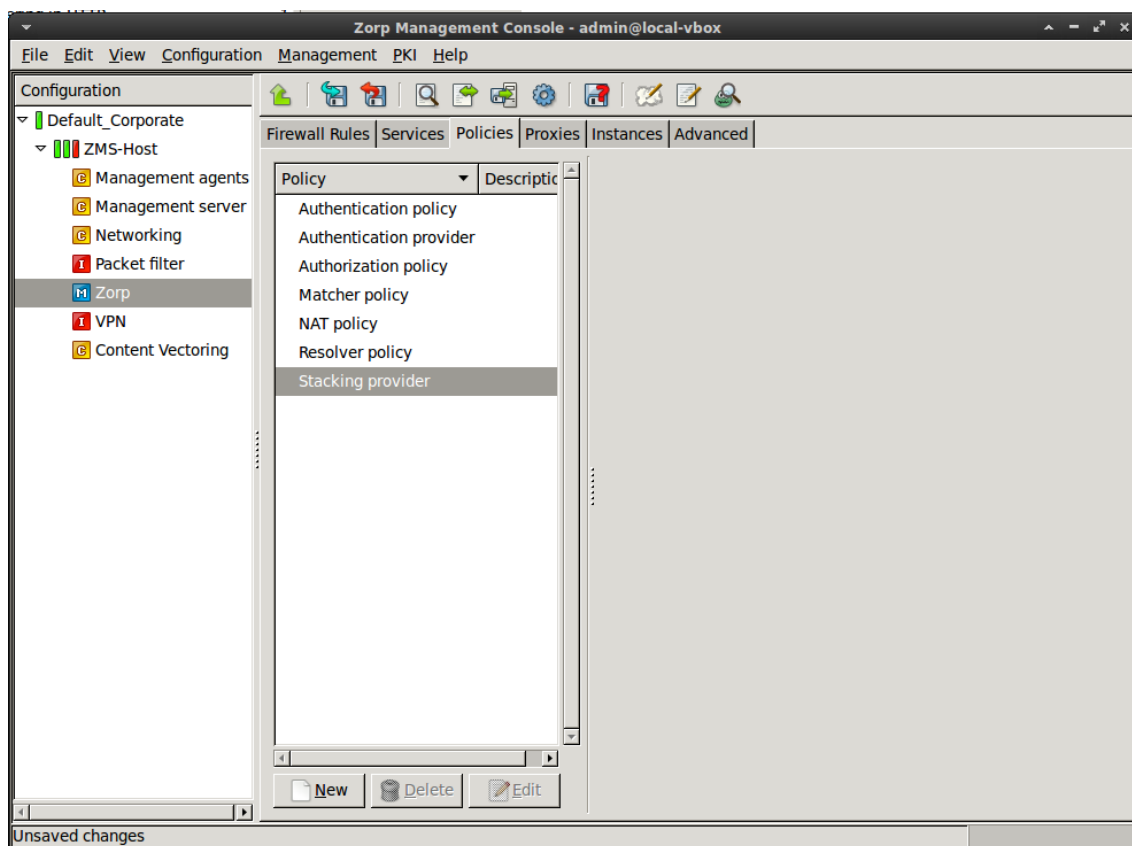 Zorp Management Console - admin@local-vbox
File Edit View Configuration Management PKI Help
Configuration
Default_Corporate
ZMS-Host
Management agents
Management server
Networking
Packet filter
Zorp
VPN
Content Vectoring
Firewall Rules Services Policies Proxies Instances Advanced
Policy Descriptic
Authentication policy
Authentication provider
Authorization policy
Matcher policy
NAT policy
Resolver policy
Stacking provider
New Delete Edit
Unsaved changes